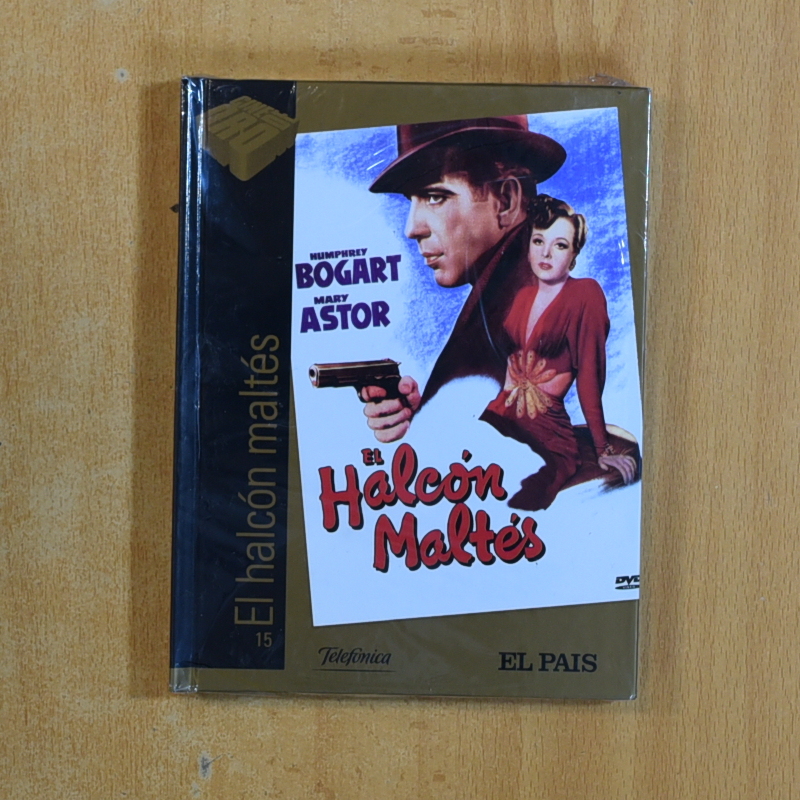 HUMPHREY
BOGART
MARY
ASTOR
EL
Halcón
Maltés
DVD
El halcón maltés
15
Telefónica
EL PAIS